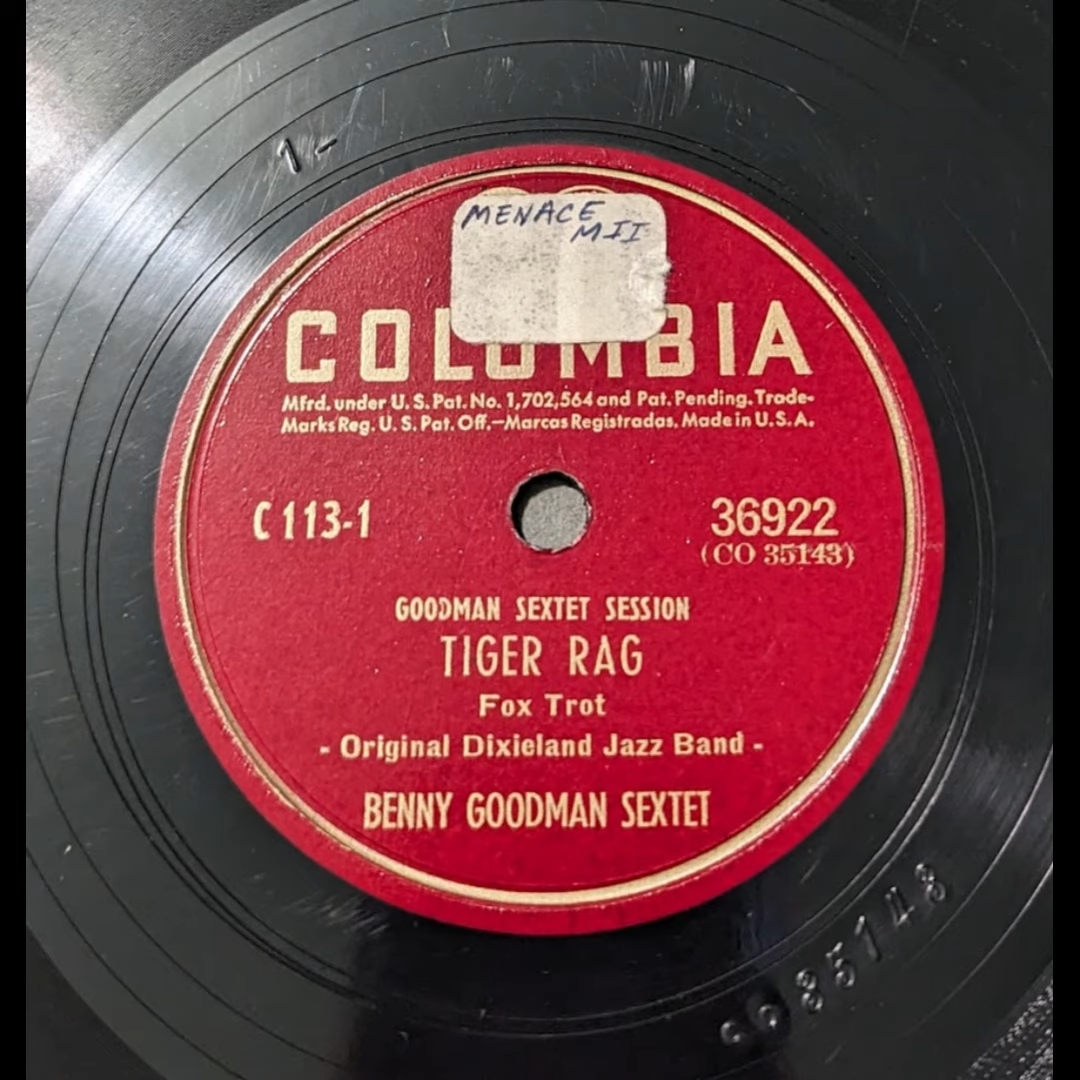 1-
MENACE
MII
COLUMBIA
Mfrd. under U. S. Pat. No. 1,702,564 and Pat. Pending. Trade-
Marks Reg. U. S. Pat. Off.—Marcas Registradas. Made in U. S. A.
C 113-1
36922
(CO 35143)
GOODMAN SEXTET SESSION
TIGER RAG
Fox Trot
- Original Dixieland Jazz Band -
BENNY GOODMAN SEXTET
CO35143